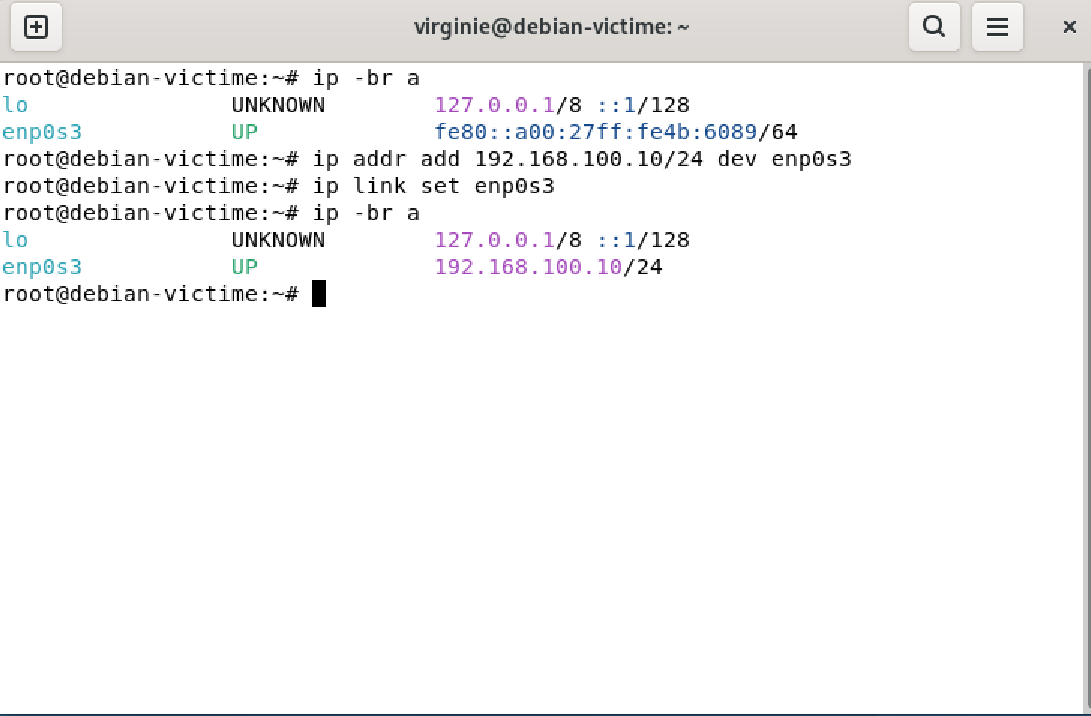 virginie@debian-victime: ~
root@debian-victime:~# ip -br a
lo               UNKNOWN        127.0.0.1/8 ::1/128
enp0s3           UP             fe80::a00:27ff:fe4b:6089/64
root@debian-victime:~# ip addr add 192.168.100.10/24 dev enp0s3
root@debian-victime:~# ip link set enp0s3
root@debian-victime:~# ip -br a
lo               UNKNOWN        127.0.0.1/8 ::1/128
enp0s3           UP             192.168.100.10/24
root@debian-victime:~#